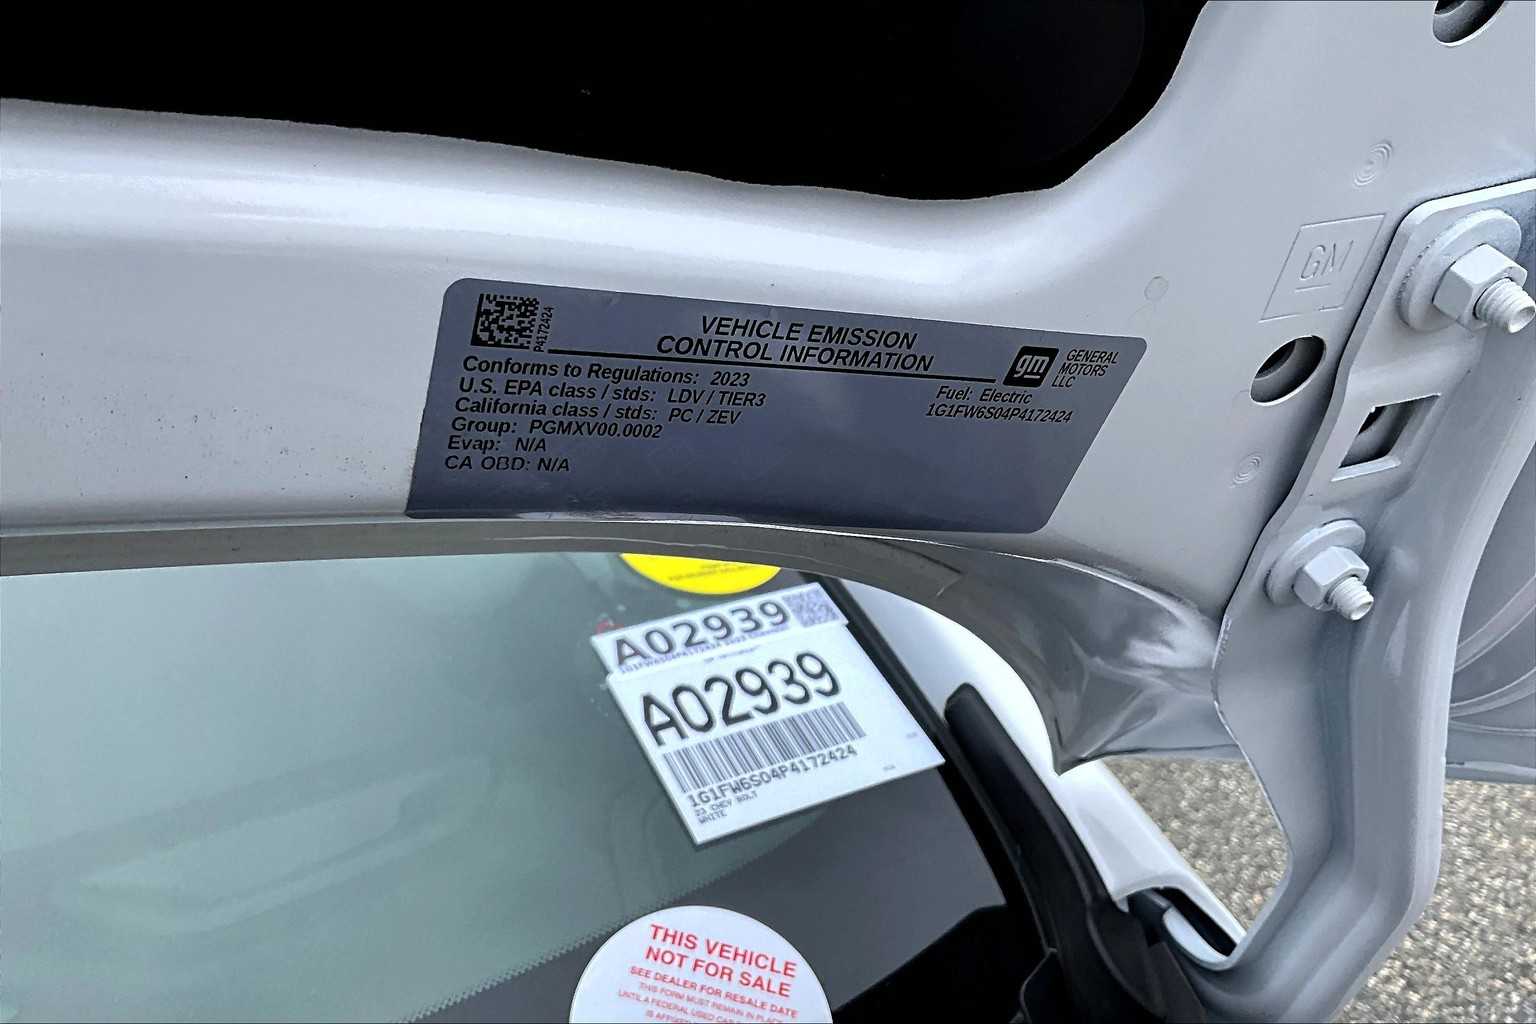 P4172424
VEHICLE EMISSION
CONTROL INFORMATION
gm
GENERAL
MOTORS
LLC
Conforms to Regulations: 2023
U.S. EPA class / stds: LDV / TIER3
California class / stds: PC / ZEV
Group: PGMXV00.0002
Evap: N/A
CA OBD: N/A
Fuel: Electric
1G1FW6S04P4172424
GM
A02939
1G1FW6S04P4172424 2023
A02939
1G1FW6S04P4172424
23 CHEV BOLT
WHITE
THIS VEHICLE
NOT FOR SALE
SEE DEALER FOR RESALE DATE
THIS FORM MUST REMAIN IN PLACE
UNTIL A FEDERAL USED CAR